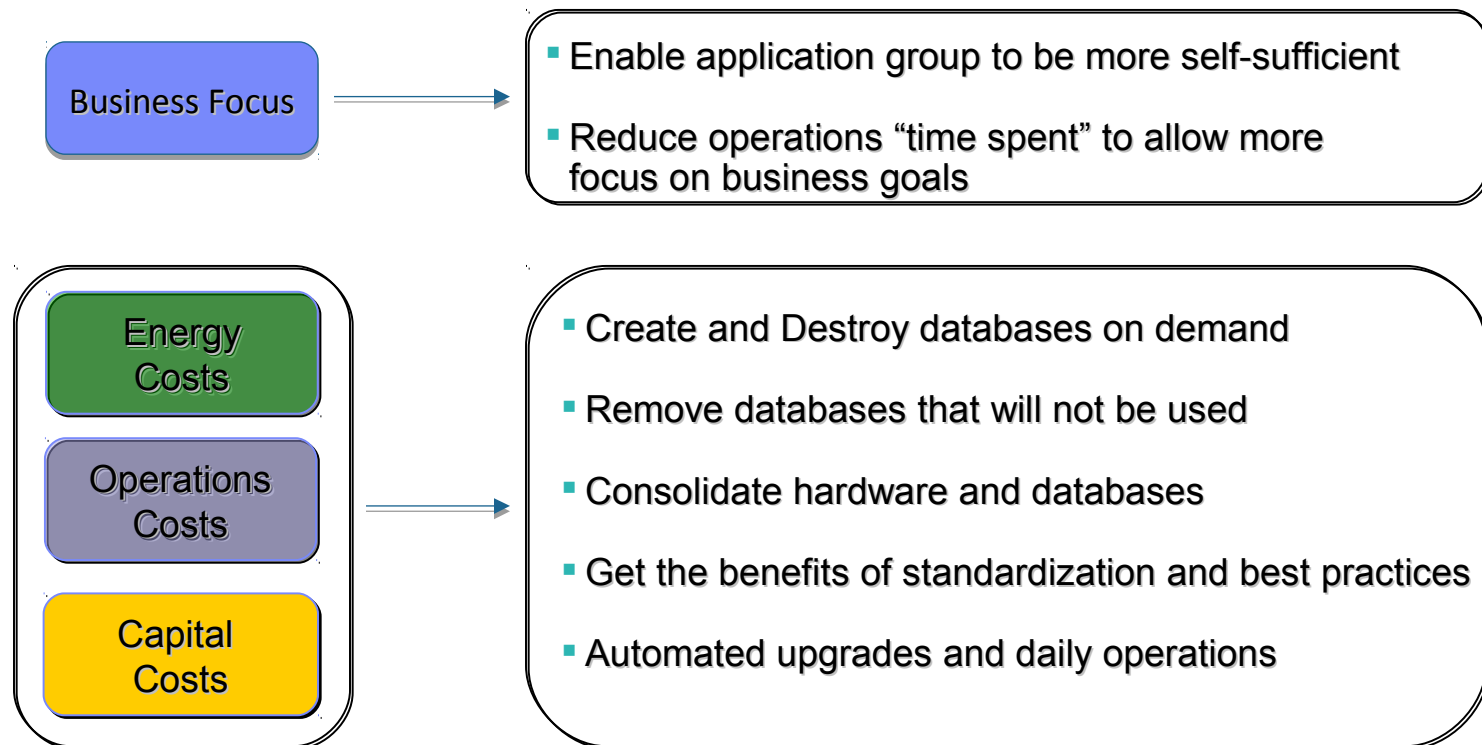 Business Focus
▪ Enable application group to be more self-sufficient
▪ Reduce operations “time spent” to allow more
focus on business goals
Energy
Costs
Operations
Costs
Capital
Costs
▪ Create and Destroy databases on demand
▪ Remove databases that will not be used
▪ Consolidate hardware and databases
▪ Get the benefits of standardization and best practices
▪ Automated upgrades and daily operations